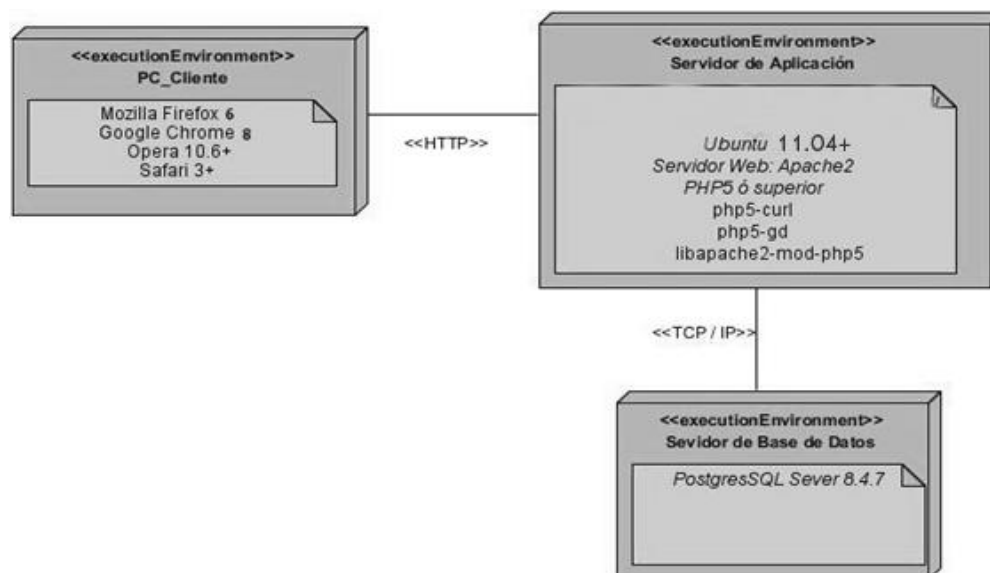 <<executionEnvironment>>
PC_Cliente
Mozilla Firefox 6
Google Chrome 8
Opera 10.6+
Safari 3+
<<HTTP>>
<<executionEnvironment>>
Servidor de Aplicación
Ubuntu 11.04+
Servidor Web: Apache2
PHP5 ó superior
php5-curl
php5-gd
libapache2-mod-php5
<<TCP / IP>>
<<executionEnvironment>>
Sevidor de Base de Datos
PostgresSQL Sever 8.4.7